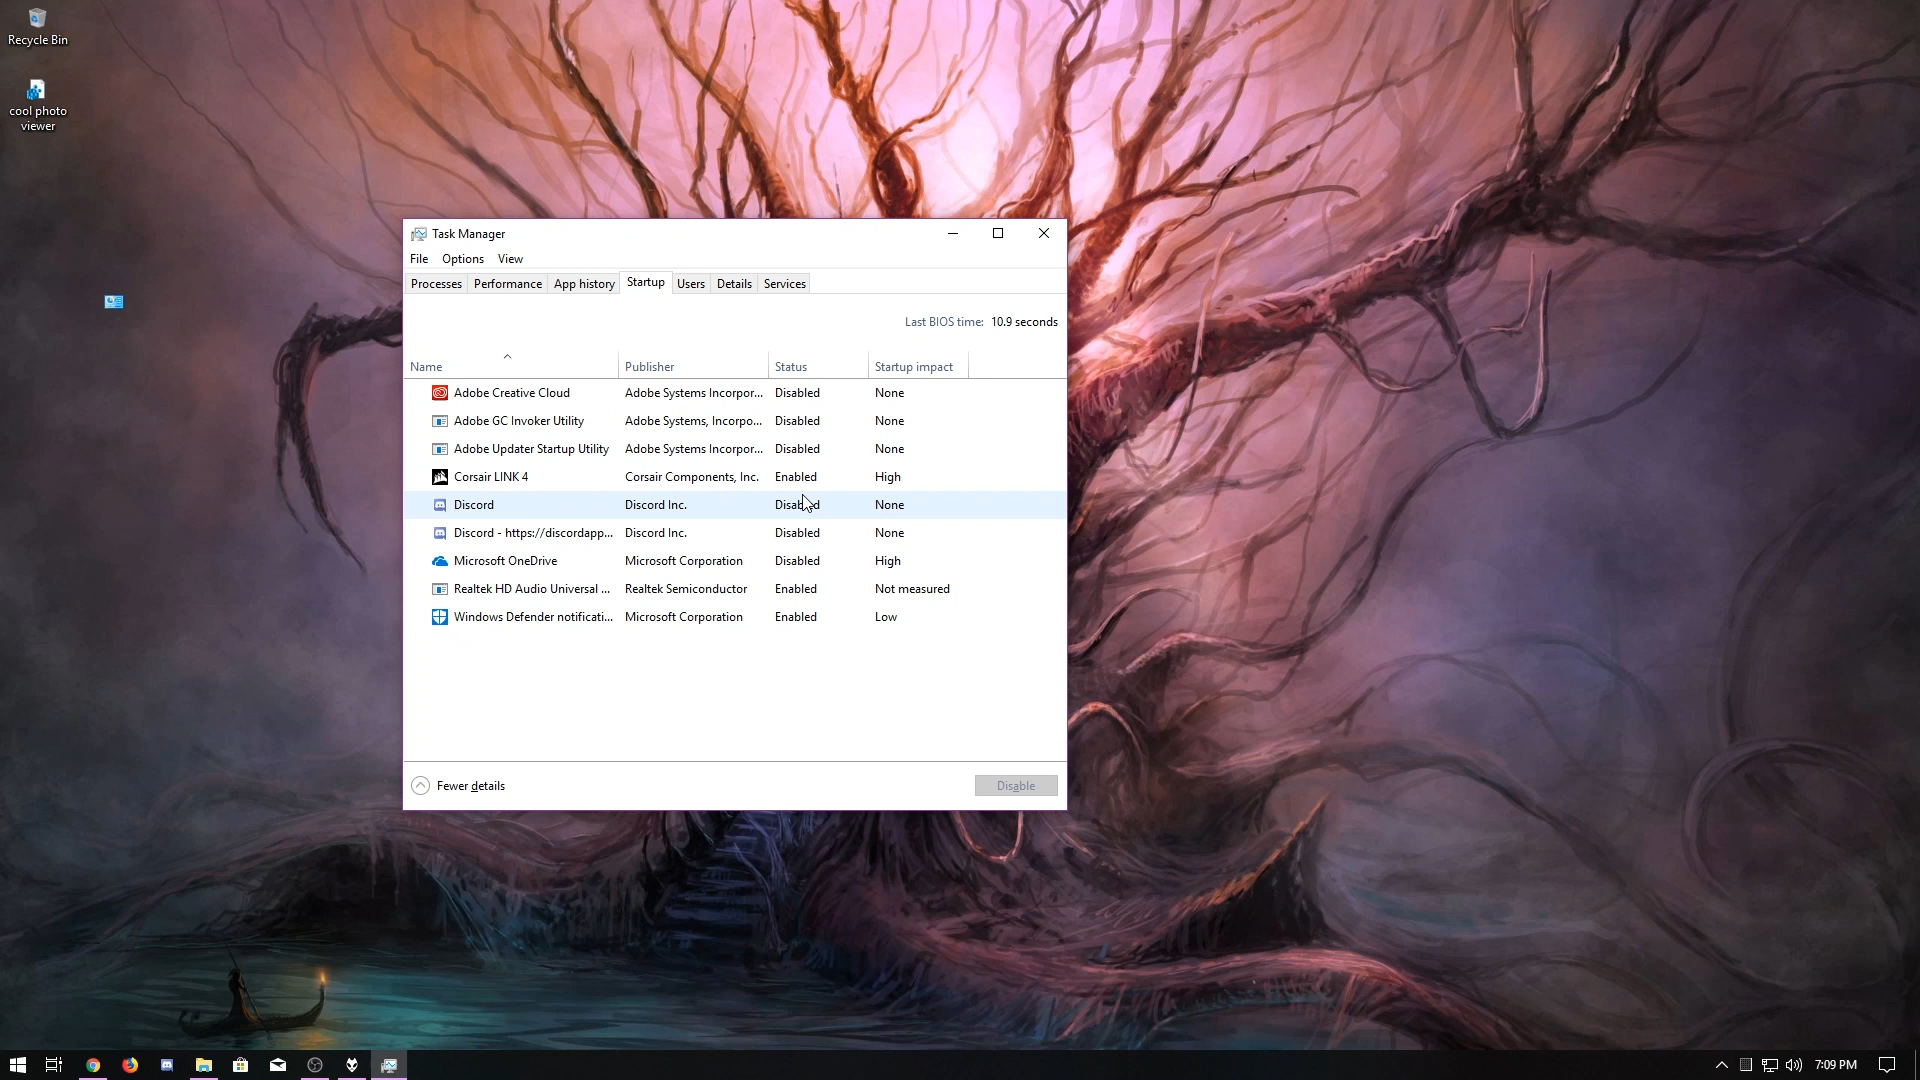 Recycle Bin
cool photo
viewer
Task Manager
File Options View
Processes Performance App history Startup Users Details Services
Last BIOS time: 10.9 seconds
Name Publisher Status Startup impact
Adobe Creative Cloud Adobe Systems Incorpor... Disabled None
Adobe GC Invoker Utility Adobe Systems, Incorpo... Disabled None
Adobe Updater Startup Utility Adobe Systems Incorpor... Disabled None
Corsair LINK 4 Corsair Components, Inc. Enabled High
Discord Discord Inc. Disabled None
Discord - https://discordapp... Discord Inc. Disabled None
Microsoft OneDrive Microsoft Corporation Disabled High
Realtek HD Audio Universal ... Realtek Semiconductor Enabled Not measured
Windows Defender notificati... Microsoft Corporation Enabled Low
Fewer details Disable
7:09 PM